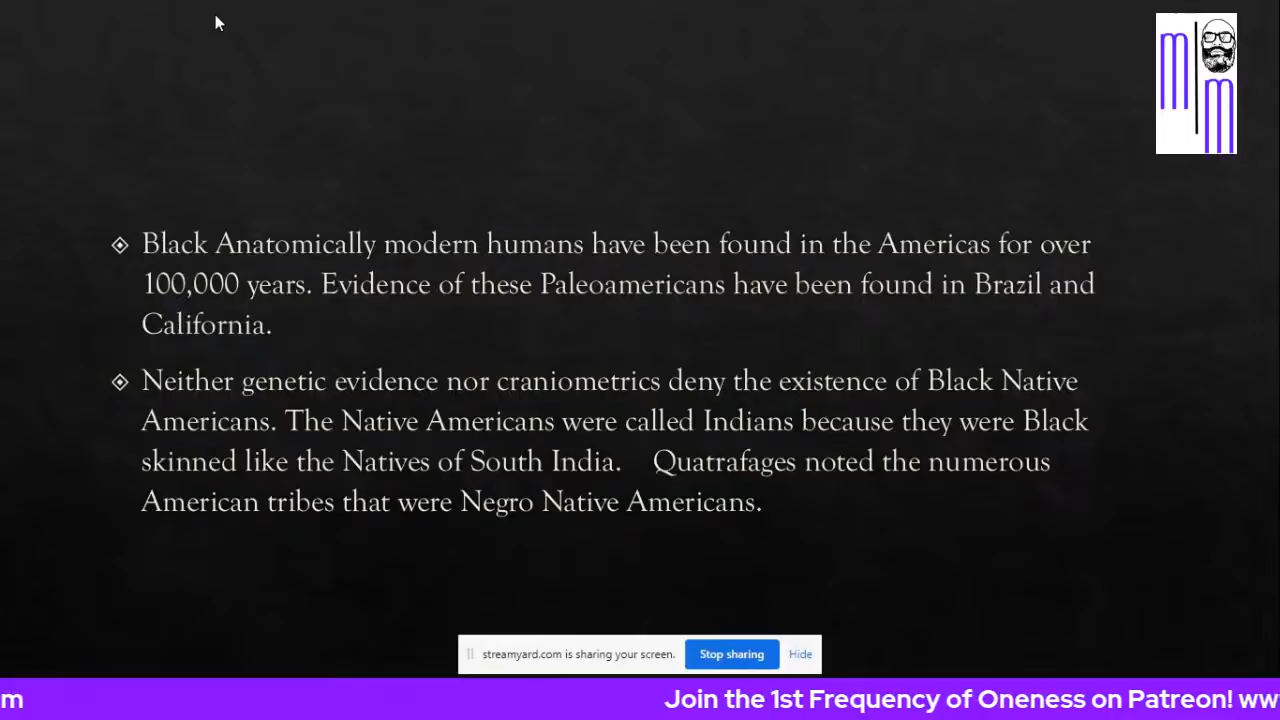 m
m
Black Anatomically modern humans have been found in the Americas for over
100,000 years. Evidence of these Paleoamericans have been found in Brazil and
California.
Neither genetic evidence nor craniometrics deny the existence of Black Native
Americans. The Native Americans were called Indians because they were Black
skinned like the Natives of South India. Quatrafages noted the numerous
American tribes that were Negro Native Americans.
streamyard.com is sharing your screen. Stop sharing Hide
m Join the 1st Frequency of Oneness on Patreon! ww